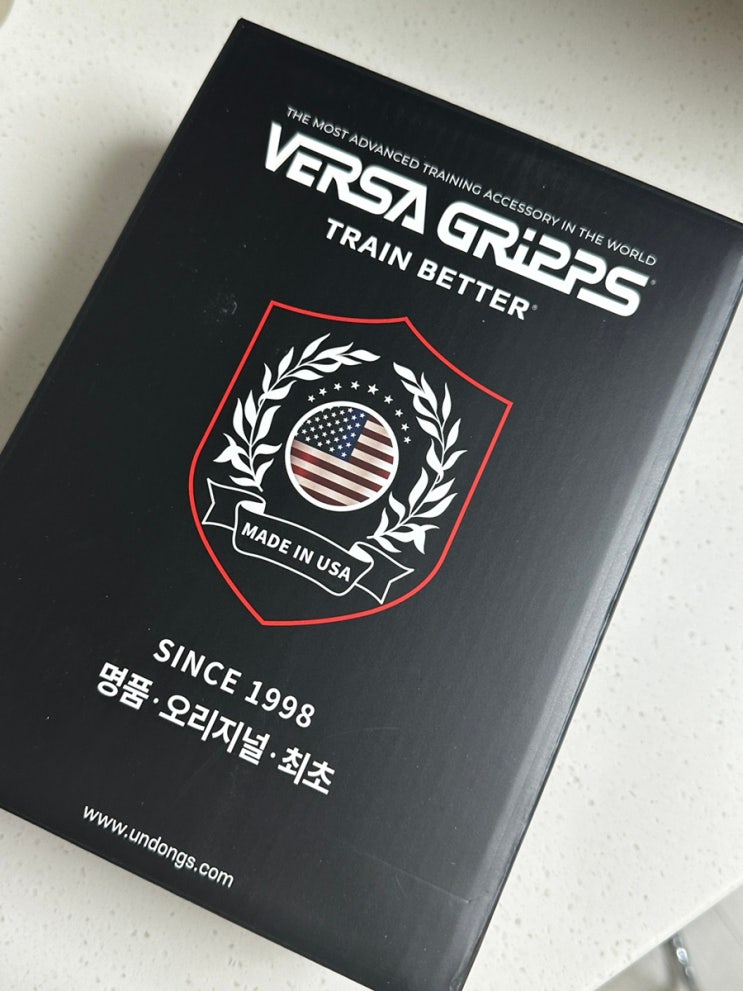 THE MOST ADVANCED TRAINING ACCESSORY IN THE WORLD
VERSA GRIPPS®
TRAIN BETTER®
MADE IN USA
SINCE 1998
명품·오리지널·최초
www.undongs.com